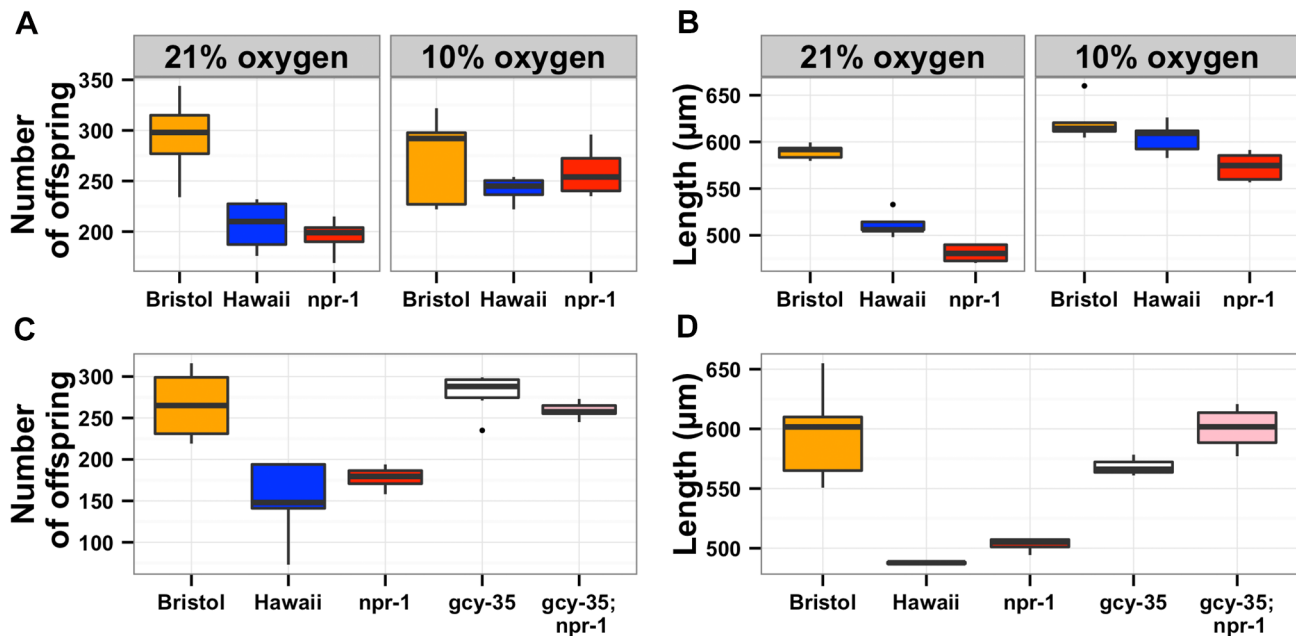 A
21% oxygen
10% oxygen
Number
of offspring
350
300
250
200
Bristol
Hawaii
npr-1
Bristol
Hawaii
npr-1
B
21% oxygen
10% oxygen
Length (µm)
650
600
550
500
Bristol
Hawaii
npr-1
Bristol
Hawaii
npr-1
C
Number
of offspring
300
250
200
150
100
Bristol
Hawaii
npr-1
gcy-35
gcy-35;
npr-1
D
Length (µm)
650
600
550
500
Bristol
Hawaii
npr-1
gcy-35
gcy-35;
npr-1